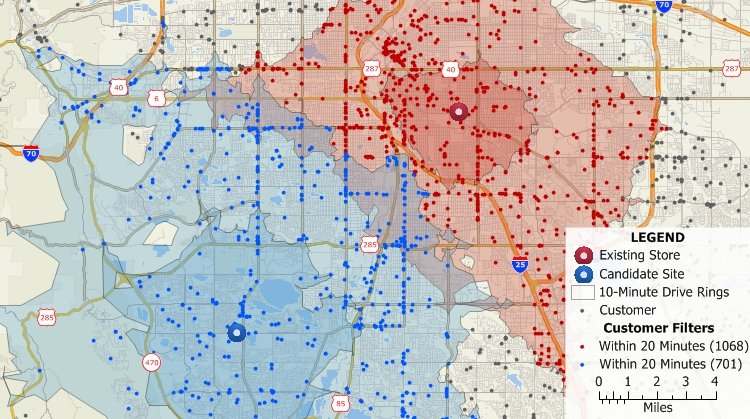 70
287
40
287
40
6
70
285
25
285
470
85
LEGEND
Existing Store
Candidate Site
10-Minute Drive Rings
Customer
Customer Filters
Within 20 Minutes (1068)
Within 20 Minutes (701)
0 1 2 3 4
Miles